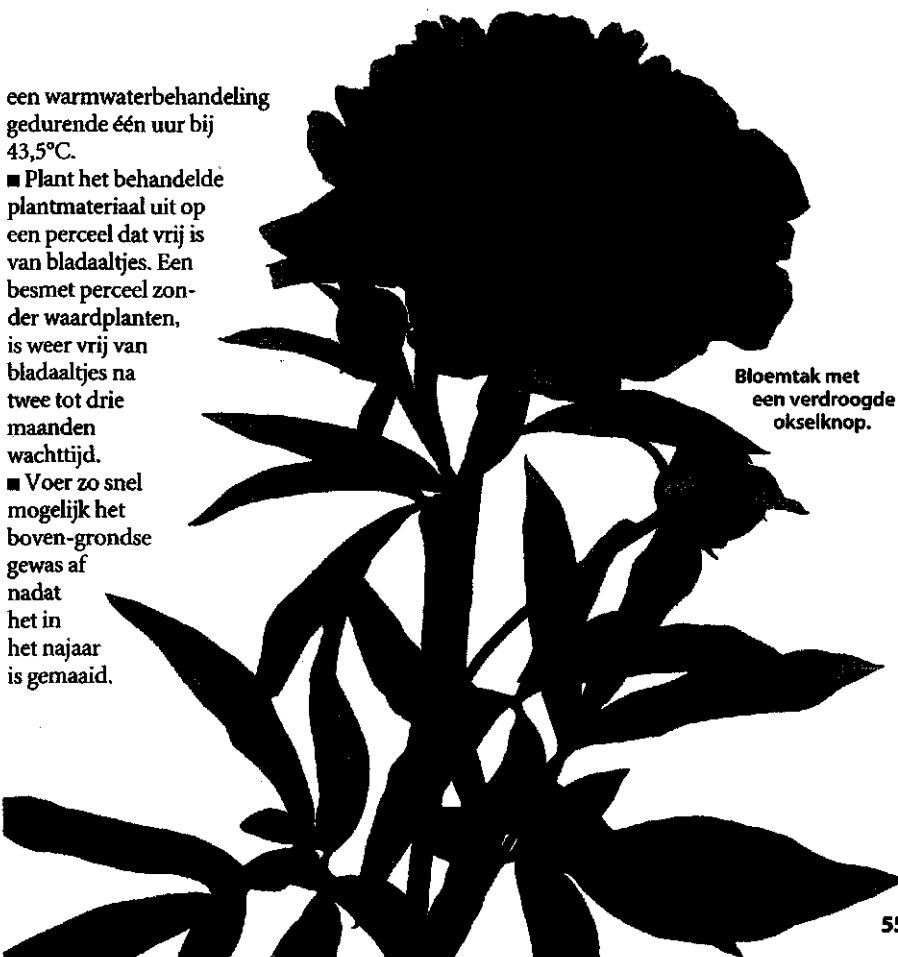 een warmwaterbehandeling
gedurende één uur bij
43,5°C.
■ Plant het behandelde
plantmateriaal uit op
een perceel dat vrij is
van bladaaltjes. Een
besmet perceel zon-
der waardplanten,
is weer vrij van
bladaaltjes na
twee tot drie
maanden
wachttijd.
■ Voer zo snel
mogelijk het
boven-grondse
gewas af
nadat
het in
het najaar
is gemaaid.
Bloemtak met
een verdroogde
okselknop.
55